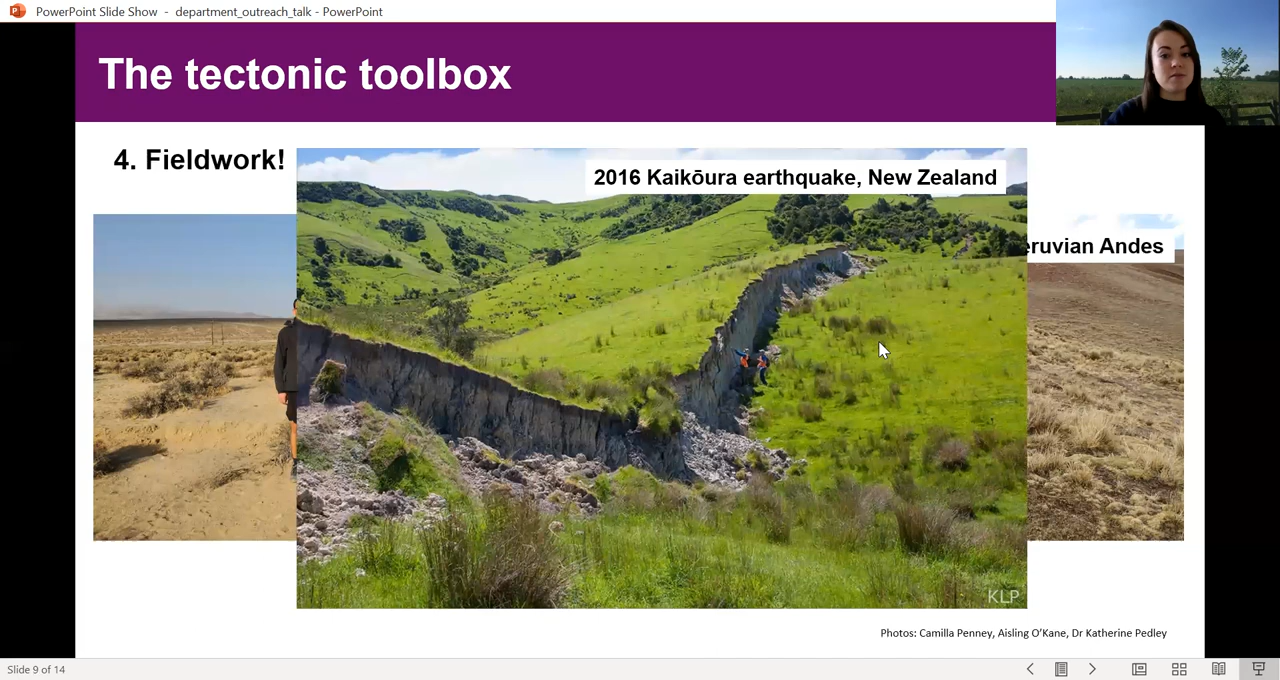 PowerPoint Slide Show - department_outreach_talk - PowerPoint
The tectonic toolbox
4. Fieldwork!
2016 Kaikōura earthquake, New Zealand
eruvian Andes
KLP
Photos: Camilla Penney, Aisling O’Kane, Dr Katherine Pedley
Slide 9 of 14